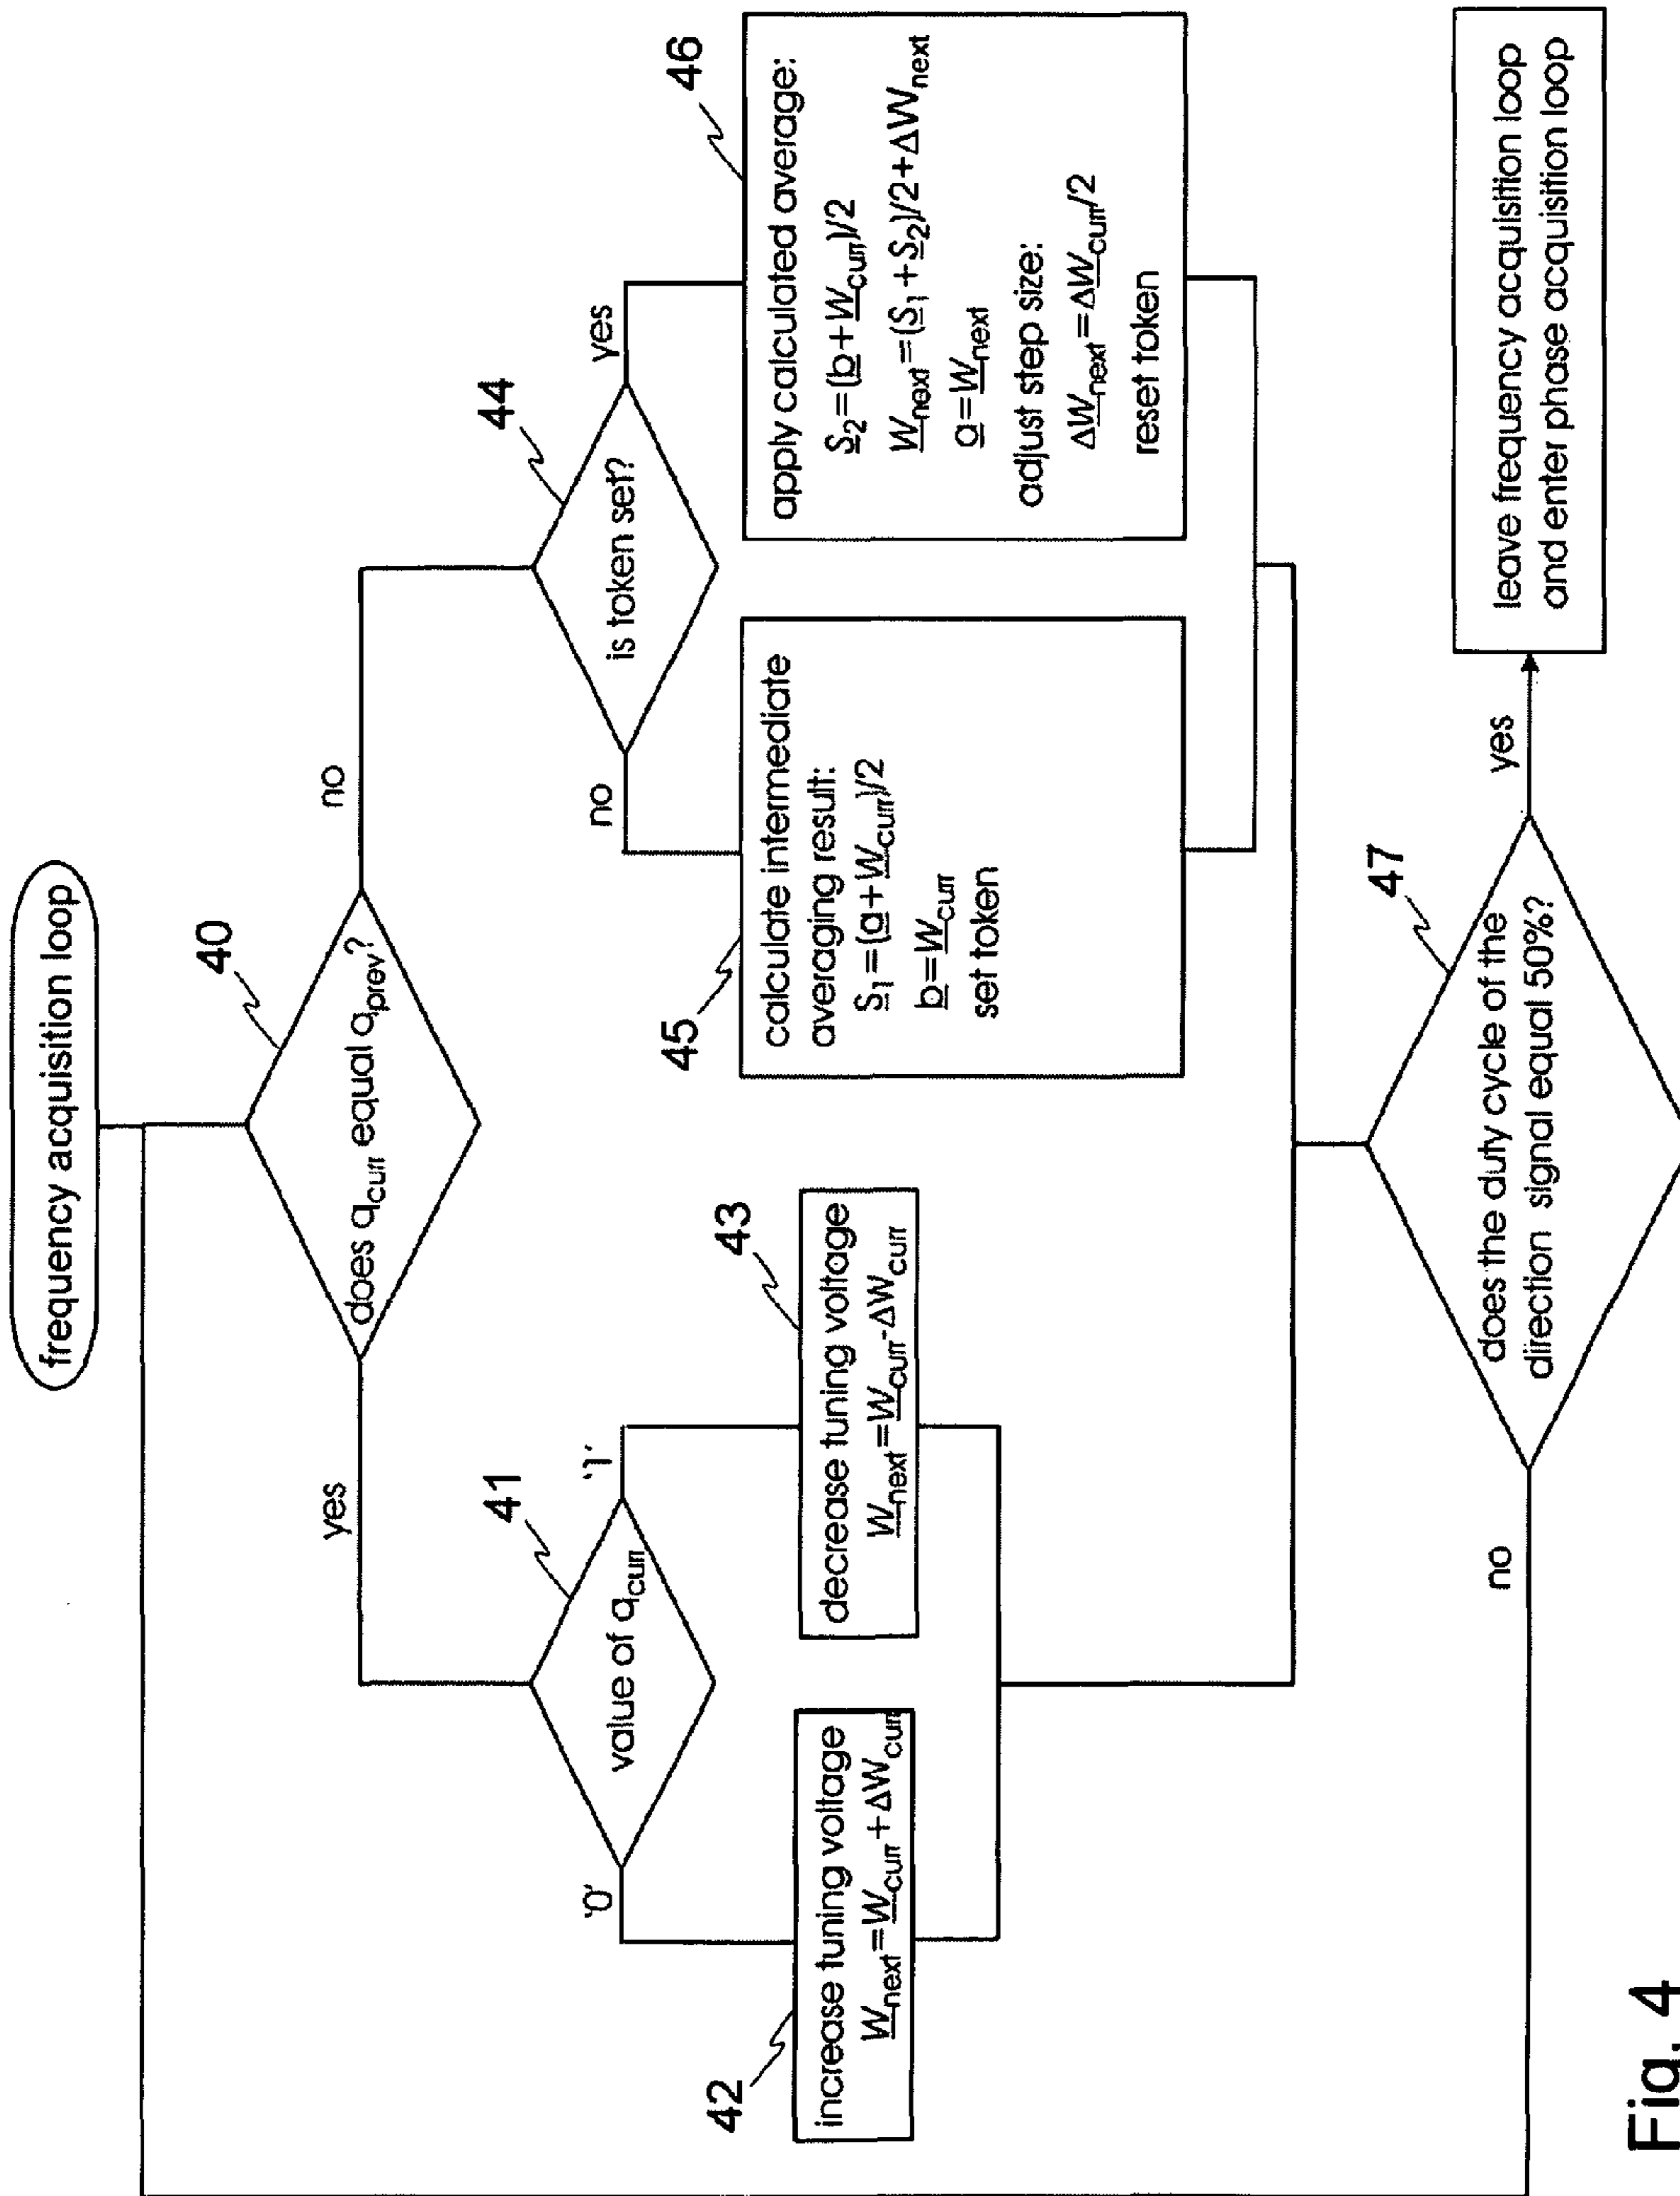 frequency acquisition loop
40
does q_curr equal q_prev?
yes
no
41
value of q_curr
'0'
'1'
42
increase tuning voltage
W_next=W_curr+ΔW_curr
43
decrease tuning voltage
W_next=W_curr-ΔW_curr
44
is token set?
no
yes
45
calculate intermediate
averaging result:
S_1=(a+W_curr)/2
b=W_curr
set token
46
apply calculated average:
S_2=(b+W_curr)/2
W_next=(S_1+S_2)/2+ΔW_next
a=W_next
adjust step size:
ΔW_next=ΔW_curr/2
reset token
47
does the duty cycle of the
direction signal equal 50%?
no
yes
leave frequency acquisition loop
and enter phase acquisition loop
Fig. 4